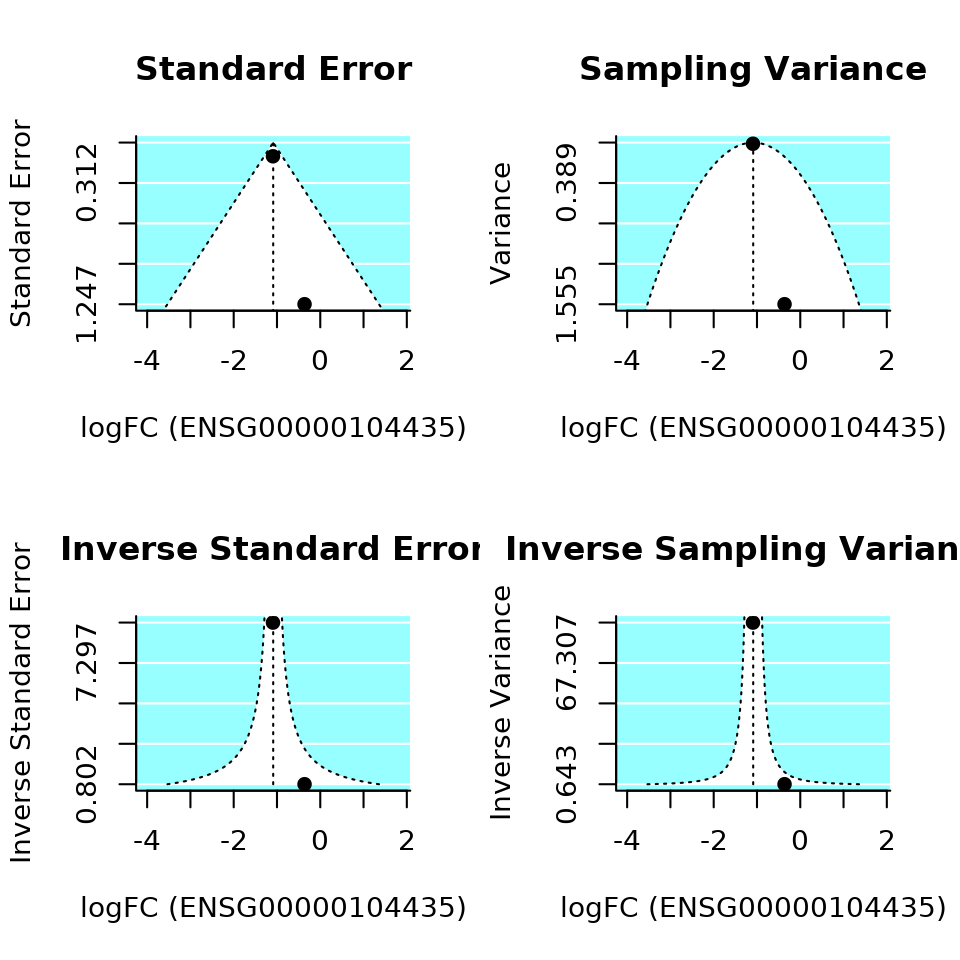 Standard Error
Standard Error
0.312
1.247
-4 -2 0 2
logFC (ENSG00000104435)
Sampling Variance
Variance
0.389
1.555
-4 -2 0 2
logFC (ENSG00000104435)
Inverse Standard Error
Inverse Standard Error
7.297
0.802
-4 -2 0 2
logFC (ENSG00000104435)
Inverse Sampling Varian
Inverse Variance
67.307
0.643
-4 -2 0 2
logFC (ENSG00000104435)